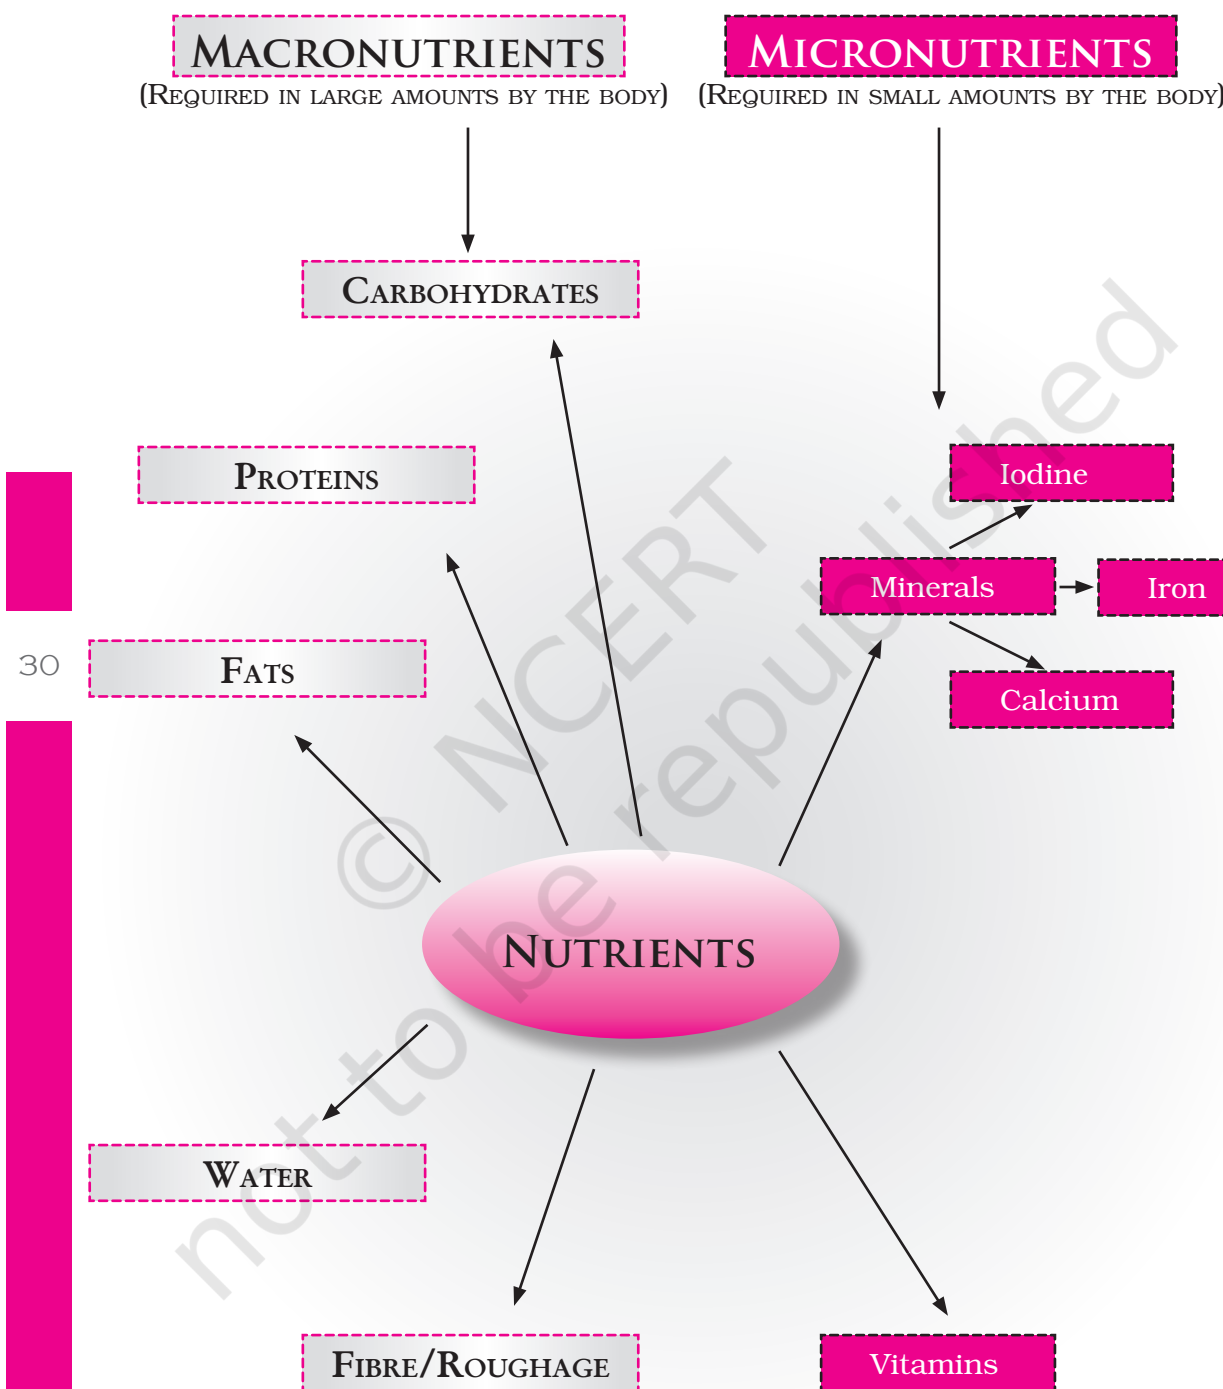 MACRONUTRIENTS
(REQUIRED IN LARGE AMOUNTS BY THE BODY)
MICRONUTRIENTS
(REQUIRED IN SMALL AMOUNTS BY THE BODY)
CARBOHYDRATES
PROTEINS
Iodine
Minerals
Iron
30
FATS
Calcium
NUTRIENTS
WATER
FIBRE/ROUGHAGE
Vitamins
© NCERT
not to be republished